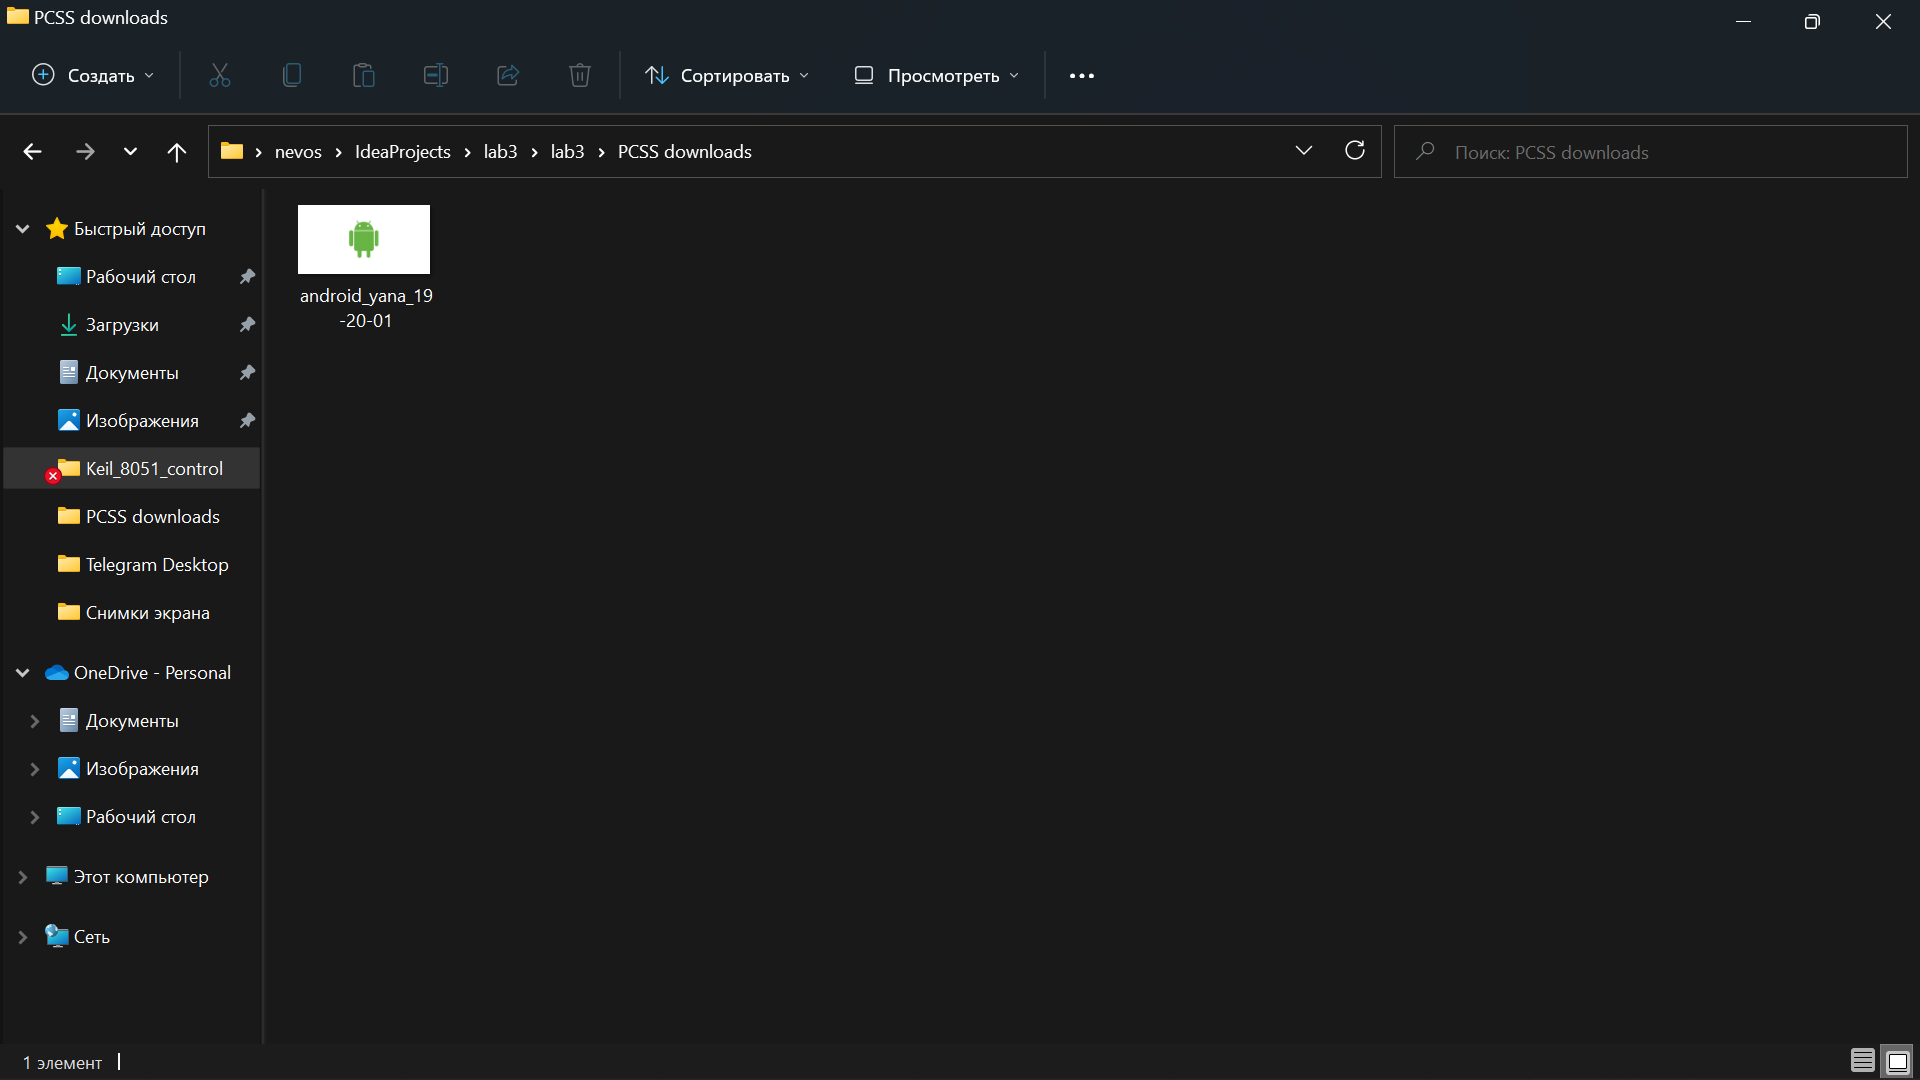 PCSS downloads
Создать
Сортировать
Просмотреть
nevos
IdeaProjects
lab3
lab3
PCSS downloads
Поиск: PCSS downloads
Быстрый доступ
Рабочий стол
Загрузки
Документы
Изображения
Keil_8051_control
PCSS downloads
Telegram Desktop
Снимки экрана
OneDrive - Personal
Документы
Изображения
Рабочий стол
Этот компьютер
Сеть
android_yana_19
-20-01
1 элемент